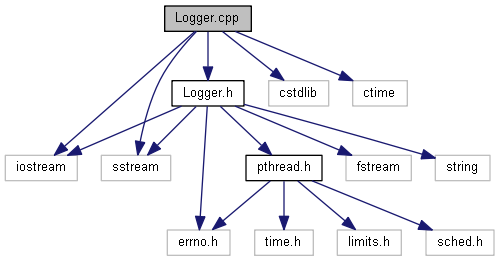 Logger.cpp
Logger.h
cstdlib
ctime
iostream
sstream
pthread.h
fstream
string
errno.h
time.h
limits.h
sched.h